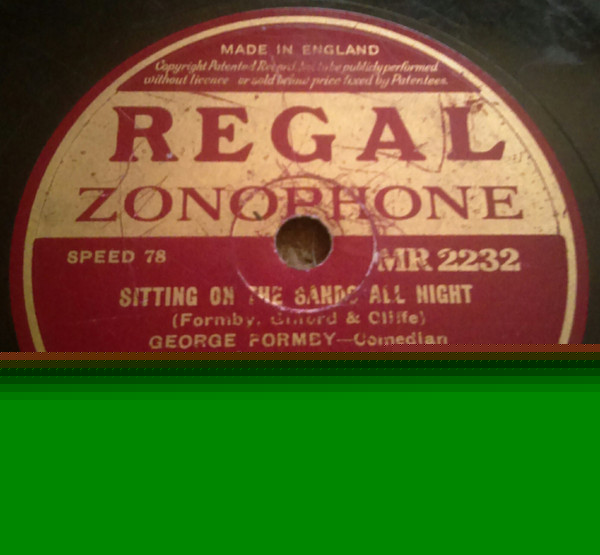 MADE IN ENGLAND
Copyright Patented Record not to be publicly performed
without licence or sold below price fixed by Patentees.
REGAL
ZONOPHONE
SPEED 78
MR 2232
SITTING ON THE SANDS ALL NIGHT
(Formby, Gifford & Cliffe)
GEORGE FORMBY—Comedian